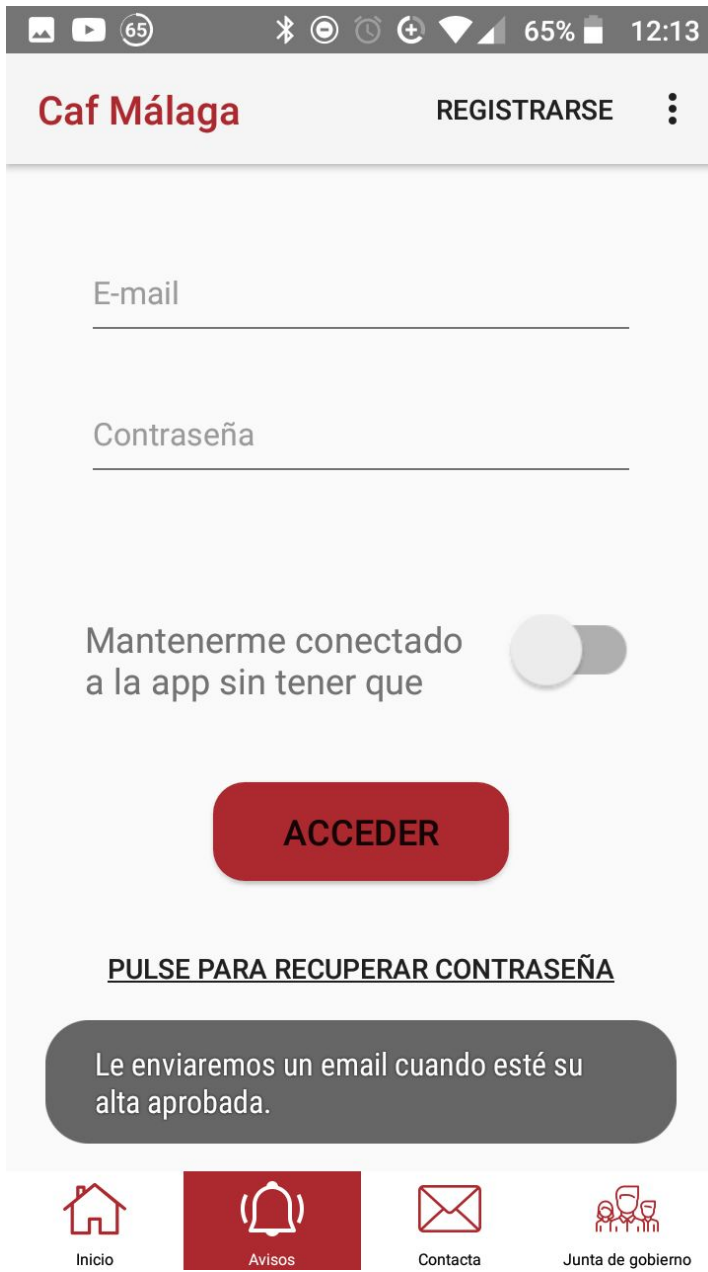 65 65% 12:13
Caf Málaga REGISTRARSE
E-mail
Contraseña
Mantenerme conectado
a la app sin tener que
ACCEDER
PULSE PARA RECUPERAR CONTRASEÑA
Le enviaremos un email cuando esté su
alta aprobada.
Inicio Avisos Contacta Junta de gobierno